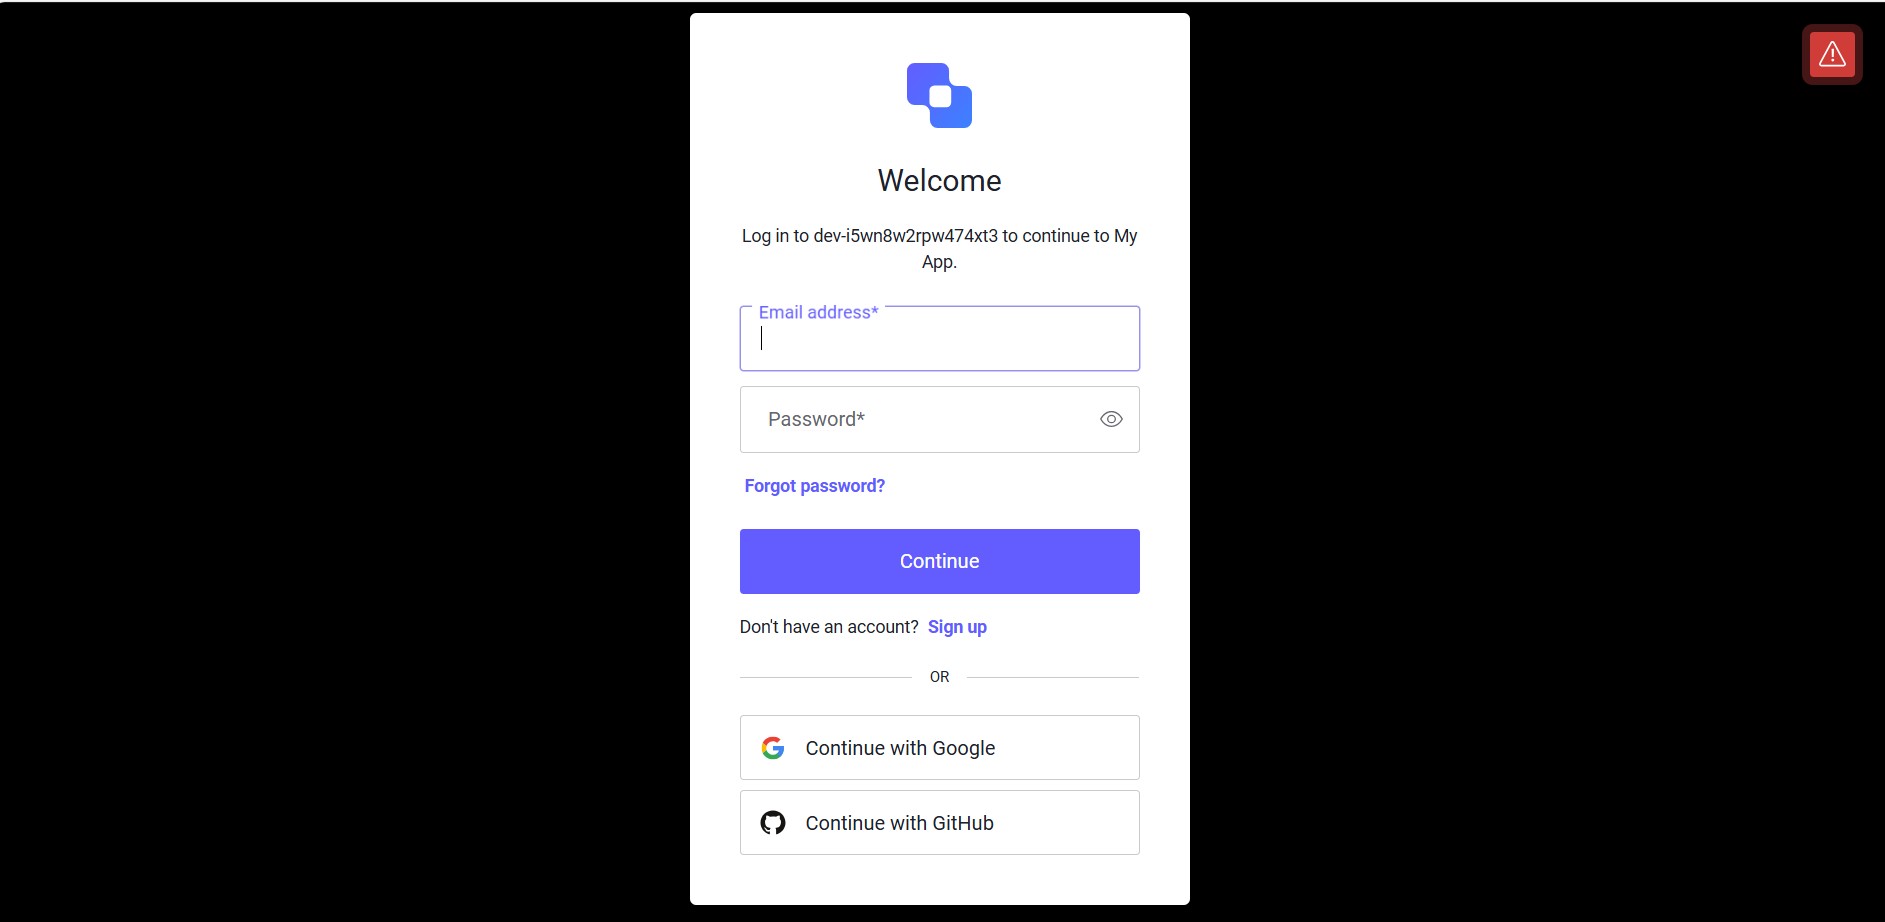 Welcome
Log in to dev-i5wn8w2rpw474xt3 to continue to My
App.
Email address*
Password*
Forgot password?
Continue
Don't have an account? Sign up
OR
Continue with Google
Continue with GitHub